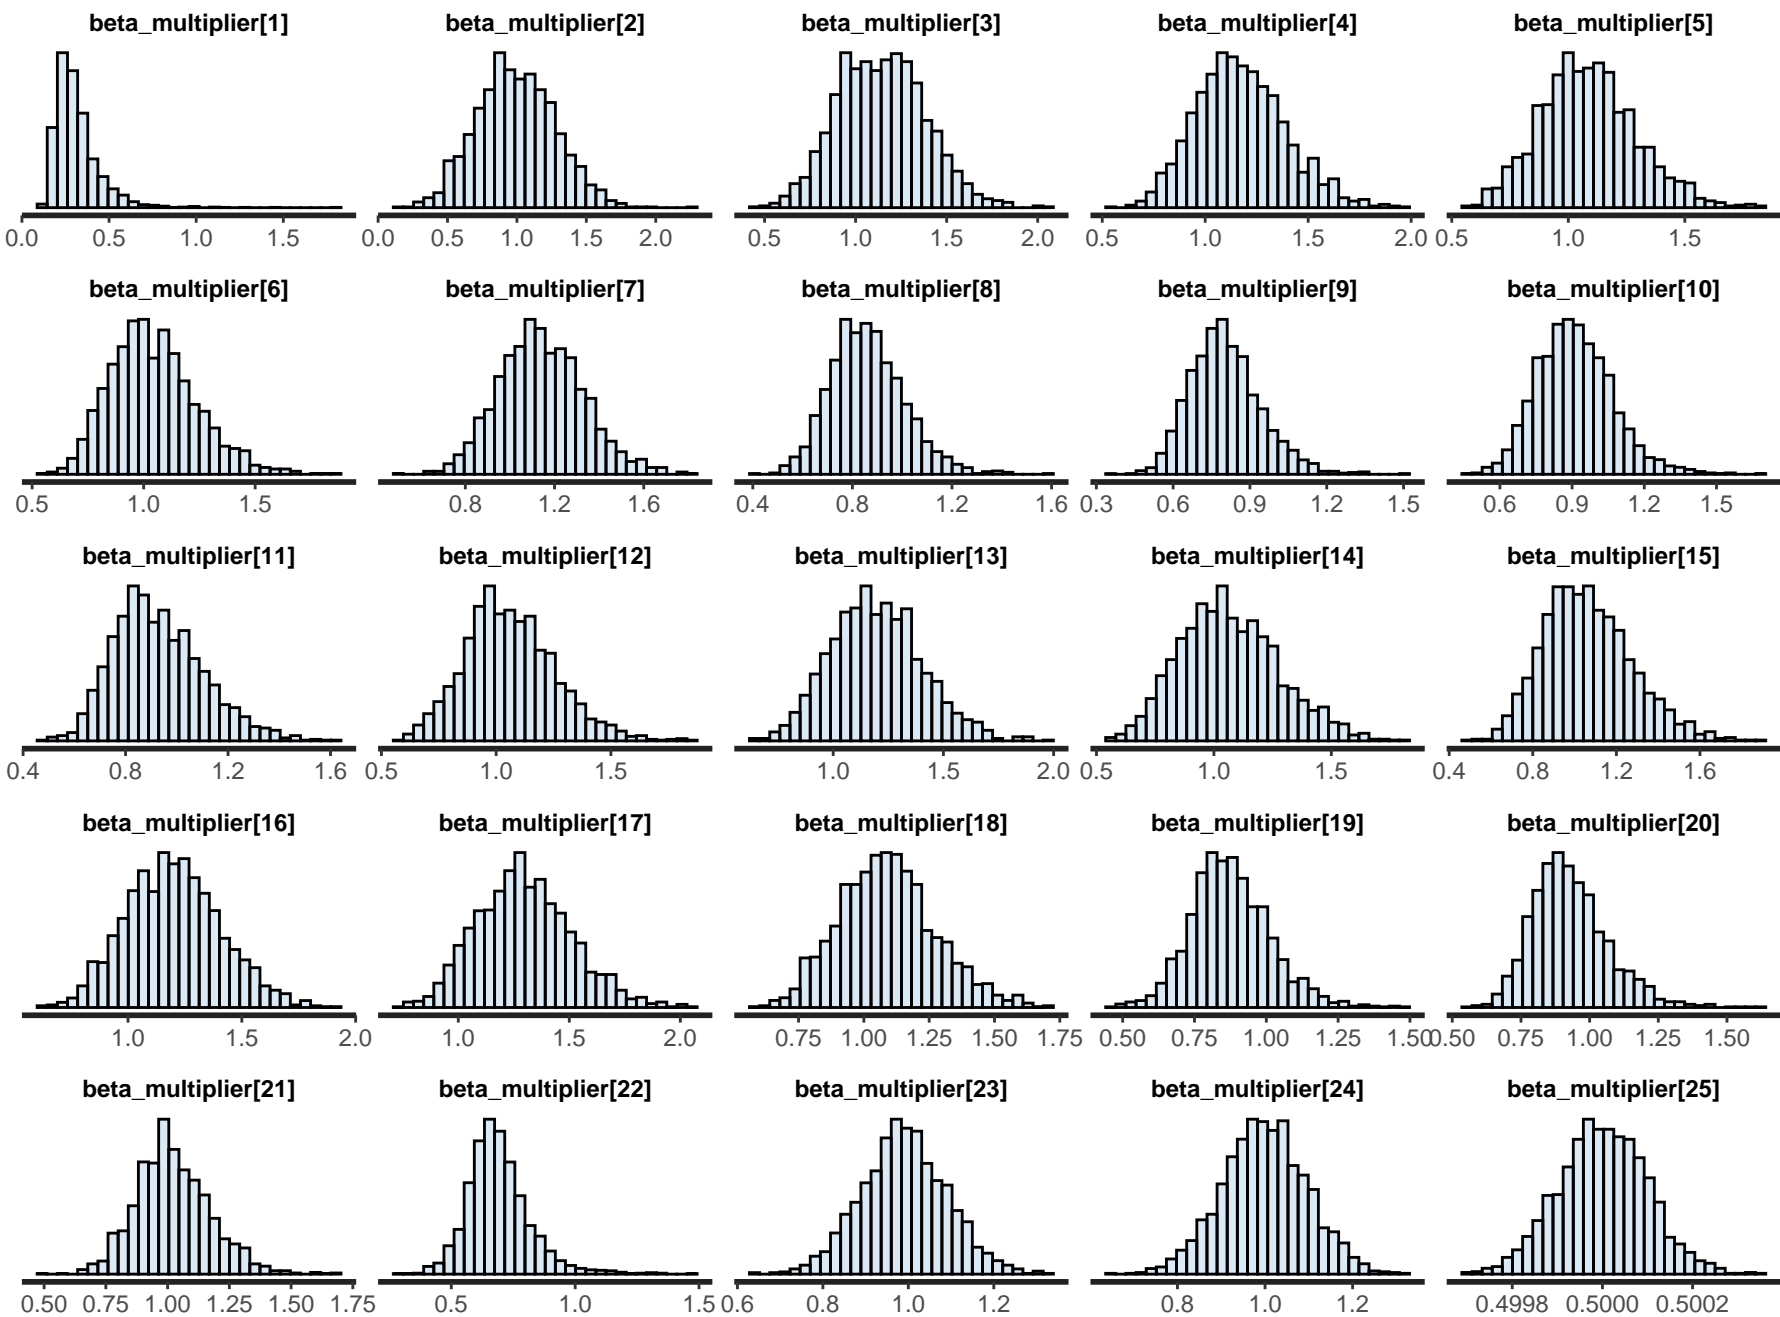 beta_multiplier[1] beta_multiplier[2] beta_multiplier[3] beta_multiplier[4] beta_multiplier[5]
0.0 0.5 1.0 1.5 0.0 0.5 1.0 1.5 2.0 0.5 1.0 1.5 2.0 0.5 1.0 1.5 2.0 0.5 1.0 1.5
beta_multiplier[6] beta_multiplier[7] beta_multiplier[8] beta_multiplier[9] beta_multiplier[10]
0.5 1.0 1.5 0.8 1.2 1.6 0.4 0.8 1.2 1.6 0.3 0.6 0.9 1.2 1.5 0.6 0.9 1.2 1.5
beta_multiplier[11] beta_multiplier[12] beta_multiplier[13] beta_multiplier[14] beta_multiplier[15]
0.4 0.8 1.2 1.6 0.5 1.0 1.5 1.0 1.5 2.0 0.5 1.0 1.5 0.4 0.8 1.2 1.6
beta_multiplier[16] beta_multiplier[17] beta_multiplier[18] beta_multiplier[19] beta_multiplier[20]
1.0 1.5 2.0 1.0 1.5 2.0 0.75 1.00 1.25 1.50 1.75 0.50 0.75 1.00 1.25 1.50 0.50 0.75 1.00 1.25 1.50
beta_multiplier[21] beta_multiplier[22] beta_multiplier[23] beta_multiplier[24] beta_multiplier[25]
0.50 0.75 1.00 1.25 1.50 1.75 0.5 1.0 1.5 0.6 0.8 1.0 1.2 0.8 1.0 1.2 0.4998 0.5000 0.5002